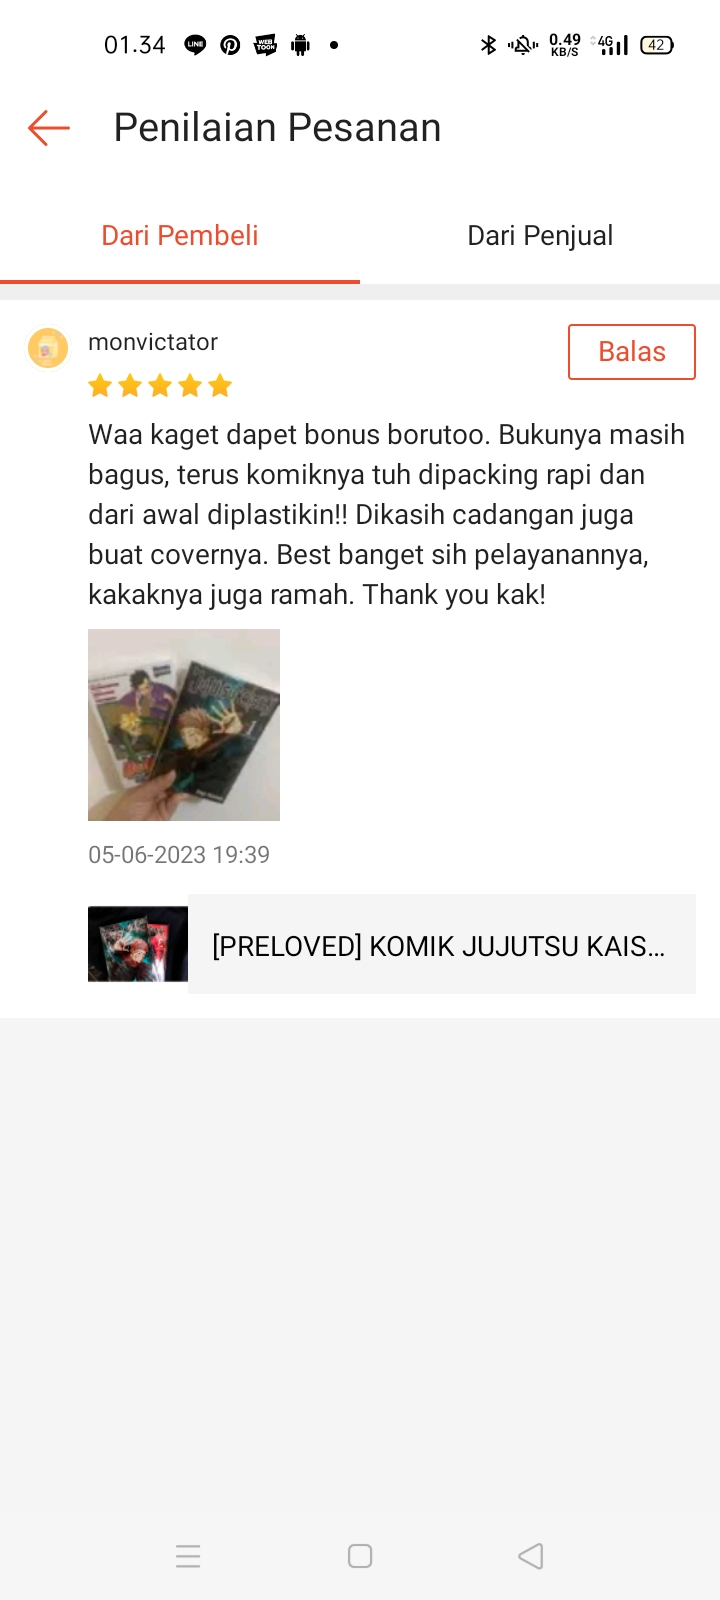 01.34
LINE
WEB
TOON
0.49
KB/S
4G
42
Penilaian Pesanan
Dari Pembeli
Dari Penjual
monvictator
Balas
Waa kaget dapet bonus borutoo. Bukunya masih
bagus, terus komiknya tuh dipacking rapi dan
dari awal diplastikin!! Dikasih cadangan juga
buat covernya. Best banget sih pelayanannya,
kakaknya juga ramah. Thank you kak!
1
05-06-2023 19:39
[PRELOVED] KOMIK JUJUTSU KAIS...